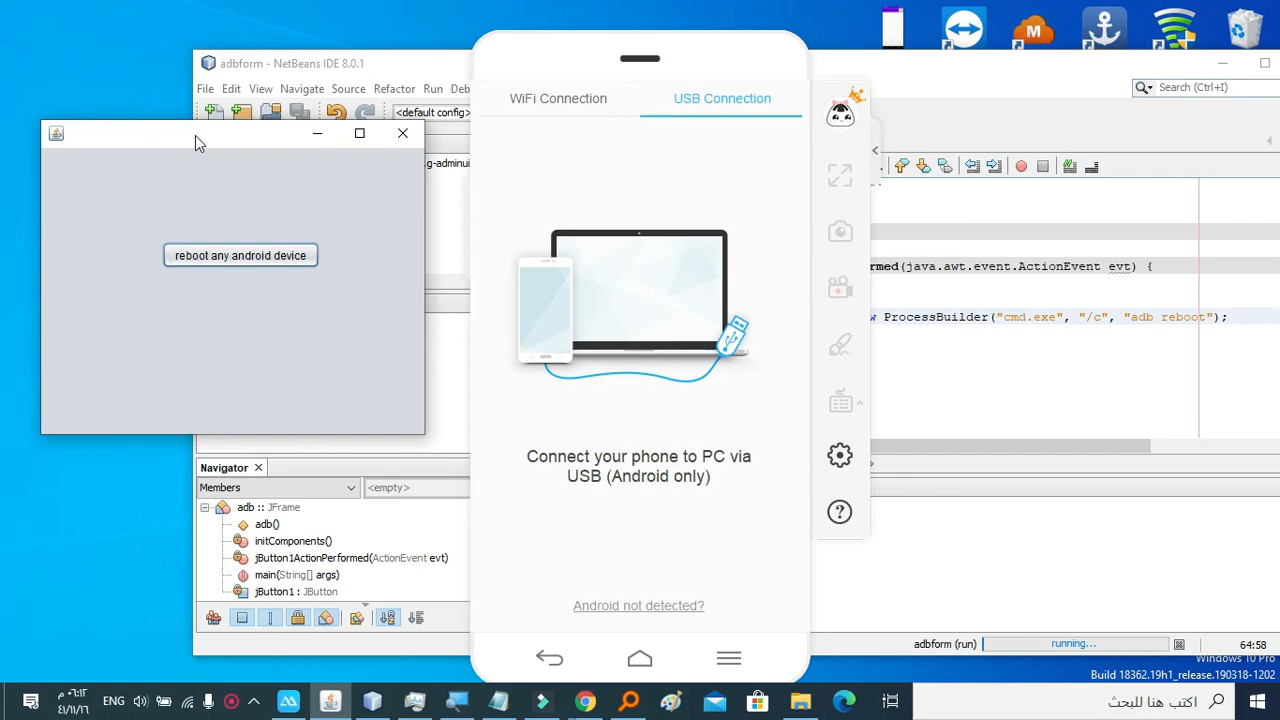 adbform - NetBeans IDE 8.0.1
File Edit View Navigate Source Refactor Run
<default config>
Search (Ctrl+I)
WiFi Connection
USB Connection
g-adminui
reboot any android device
(java.awt.event.ActionEvent evt) {
ProcessBuilder("cmd.exe", "/c", "adb reboot");
Connect your phone to PC via
USB (Android only)
Android not detected?
Navigator
Members
<empty>
adb :: JFrame
adb()
initComponents()
jButton1ActionPerformed(ActionEvent evt)
main(String[] args)
jButton1 : JButton
adbform (run)
running...
64:58
Windows 10 Pro
Build 18362.19h1_release.190318-1202
ENG
اكتب هنا للبحث